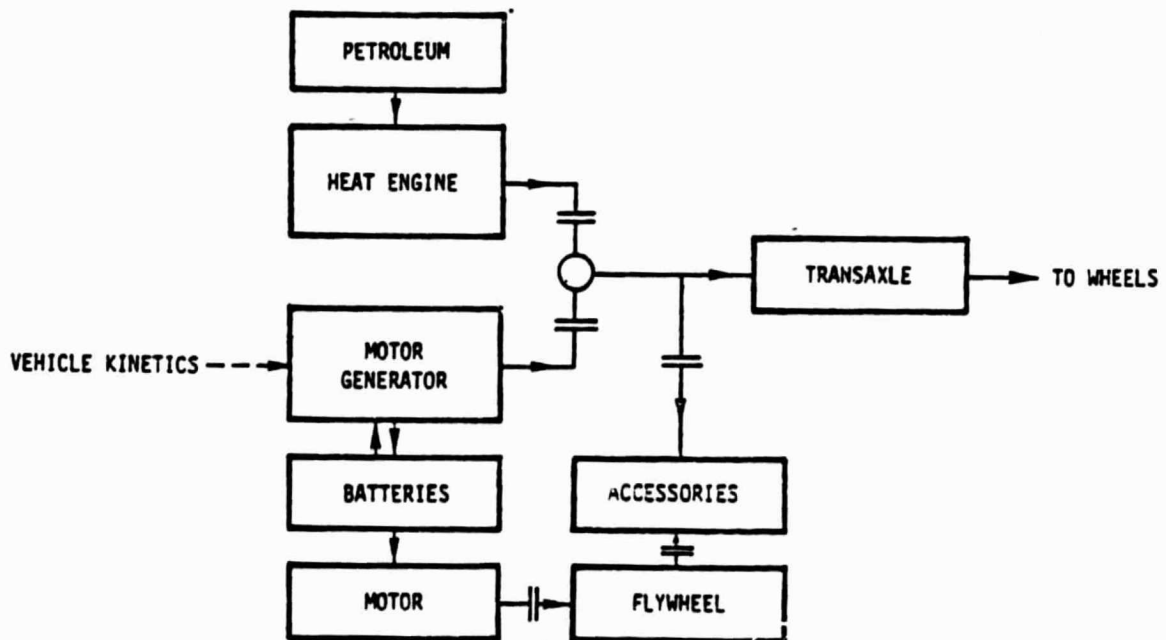 PETROLEUM
HEAT ENGINE
TRANSAXLE
TO WHEELS
VEHICLE KINETICS
MOTOR
GENERATOR
BATTERIES
ACCESSORIES
MOTOR
FLYWHEEL